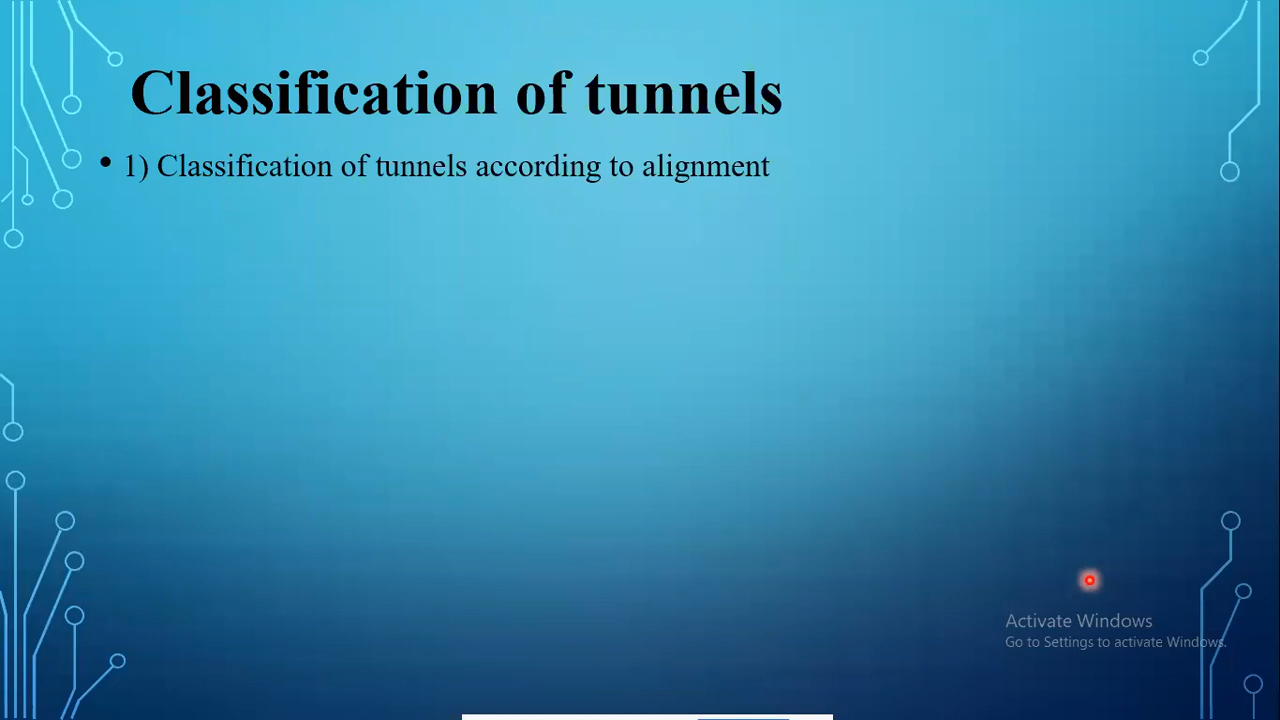 Classification of tunnels
• 1) Classification of tunnels according to alignment
Activate Windows
Go to Settings to activate Windows.